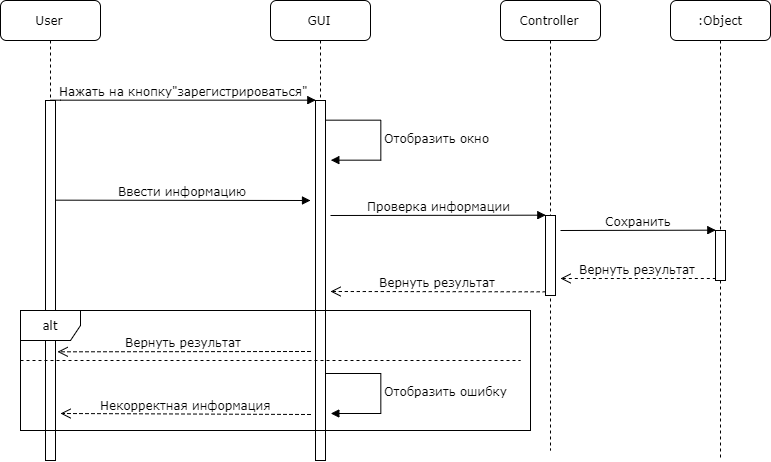 User
GUI
Controller
:Object
Нажать на кнопку"зарегистрироваться"
Отобразить окно
Ввести информацию
Проверка информации
Сохранить
Вернуть результат
Вернуть результат
alt
Вернуть результат
Отобразить ошибку
Некорректная информация